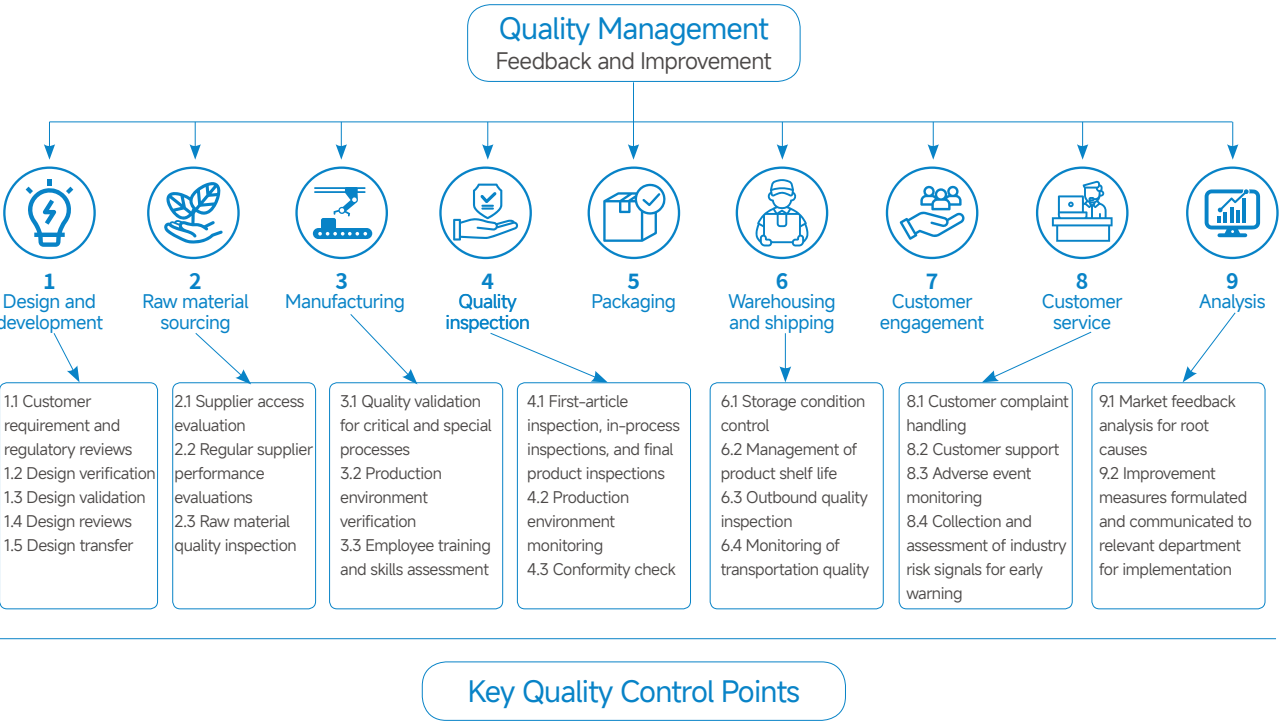 Quality Management
Feedback and Improvement
1
Design and
development
2
Raw material
sourcing
3
Manufacturing
4
Quality
inspection
5
Packaging
6
Warehousing
and shipping
7
Customer
engagement
8
Customer
service
9
Analysis
1.1 Customer
requirement and
regulatory reviews
1.2 Design verification
1.3 Design validation
1.4 Design reviews
1.5 Design transfer
2.1 Supplier access
evaluation
2.2 Regular supplier
performance
evaluations
2.3 Raw material
quality inspection
3.1 Quality validation
for critical and special
processes
3.2 Production
environment
verification
3.3 Employee training
and skills assessment
4.1 First-article
inspection, in-process
inspections, and final
product inspections
4.2 Production
environment
monitoring
4.3 Conformity check
6.1 Storage condition
control
6.2 Management of
product shelf life
6.3 Outbound quality
inspection
6.4 Monitoring of
transportation quality
8.1 Customer complaint
handling
8.2 Customer support
8.3 Adverse event
monitoring
8.4 Collection and
assessment of industry
risk signals for early
warning
9.1 Market feedback
analysis for root
causes
9.2 Improvement
measures formulated
and communicated to
relevant department
for implementation
Key Quality Control Points